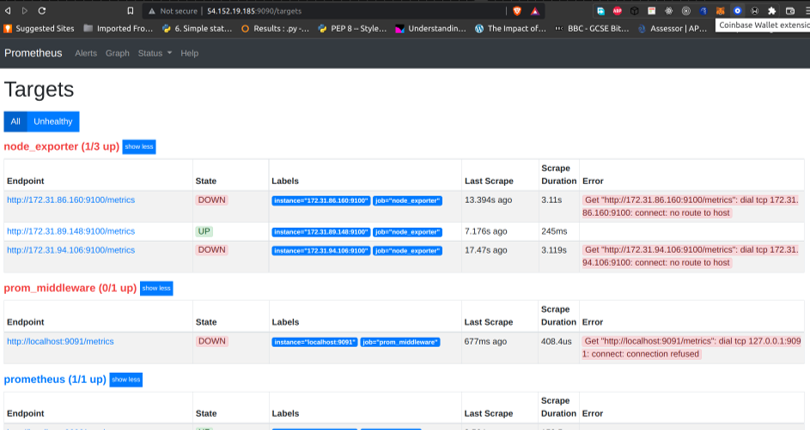 Not secure | 54.152.19.185:9090/targets
Coinbase Wallet extensio
Suggested Sites Imported Fro... 6. Simple stat... Results : .py -... PEP 8 -- Style... Understandin... The Impact of... BBC - GCSE Bit... Assessor | AP...
Prometheus Alerts Graph Status Help
Targets
All Unhealthy
node_exporter (1/3 up) show less
Endpoint State Labels Last Scrape Scrape Duration Error
http://172.31.86.160:9100/metrics DOWN instance="172.31.86.160:9100" job="node_exporter" 13.394s ago 3.11s Get "http://172.31.86.160:9100/metrics": dial tcp 172.31.
86.160:9100: connect: no route to host
http://172.31.89.148:9100/metrics UP instance="172.31.89.148:9100" job="node_exporter" 7.176s ago 245ms
http://172.31.94.106:9100/metrics DOWN instance="172.31.94.106:9100" job="node_exporter" 17.47s ago 3.119s Get "http://172.31.94.106:9100/metrics": dial tcp 172.31.
94.106:9100: connect: no route to host
prom_middleware (0/1 up) show less
Endpoint State Labels Last Scrape Scrape Duration Error
http://localhost:9091/metrics DOWN instance="localhost:9091" job="prom_middleware" 677ms ago 408.4us Get "http://localhost:9091/metrics": dial tcp 127.0.0.1:909
1: connect: connection refused
prometheus (1/1 up) show less
Endpoint State Labels Last Scrape Scrape Duration Error